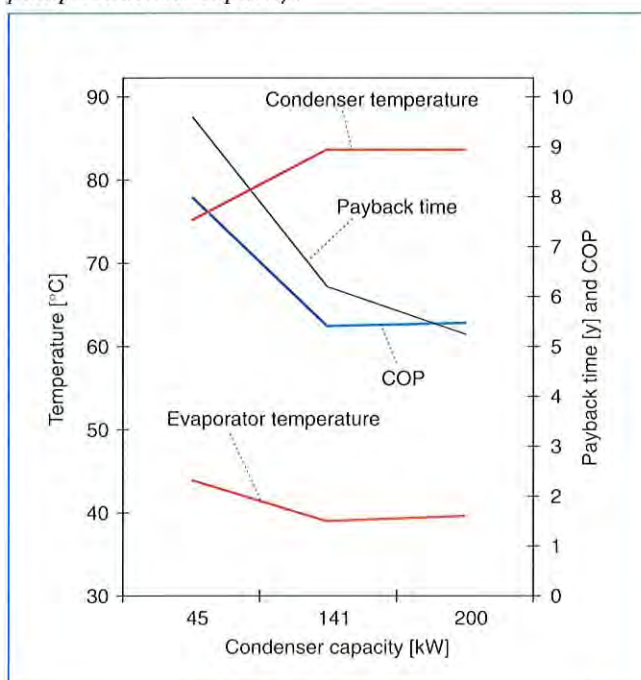 90
80
70
60
50
40
30
Temperature [°C]
Condenser temperature
Payback time
COP
Evaporator temperature
10
9
8
7
6
5
4
3
2
1
0
Payback time [y] and COP
45 141 200
Condenser capacity [kW]